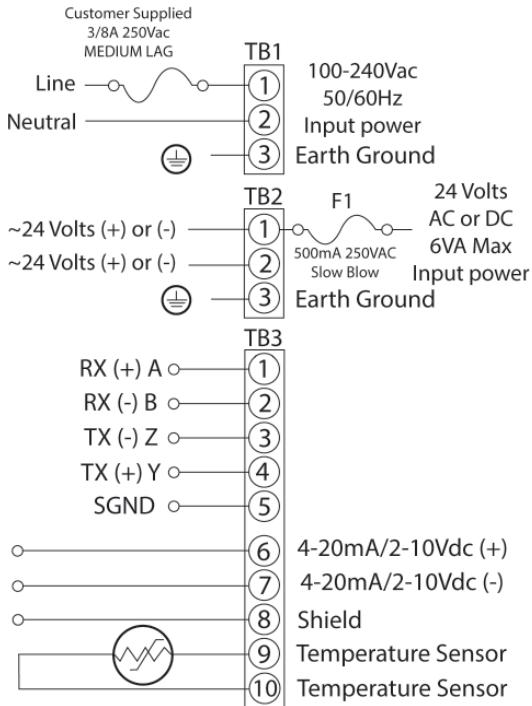 Customer Supplied
3/8A 250Vac
MEDIUM LAG
TB1
Line
1
100-240Vac
50/60Hz
Input power
Neutral
2
3
Earth Ground
TB2
~24 Volts (+) or (-)
1
F1
500mA 250VAC
Slow Blow
24 Volts
AC or DC
6VA Max
Input power
~24 Volts (+) or (-)
2
3
Earth Ground
TB3
RX (+) A
1
RX (-) B
2
TX (-) Z
3
TX (+) Y
4
SGND
5
6
4-20mA/2-10Vdc (+)
7
4-20mA/2-10Vdc (-)
8
Shield
9
Temperature Sensor
10
Temperature Sensor